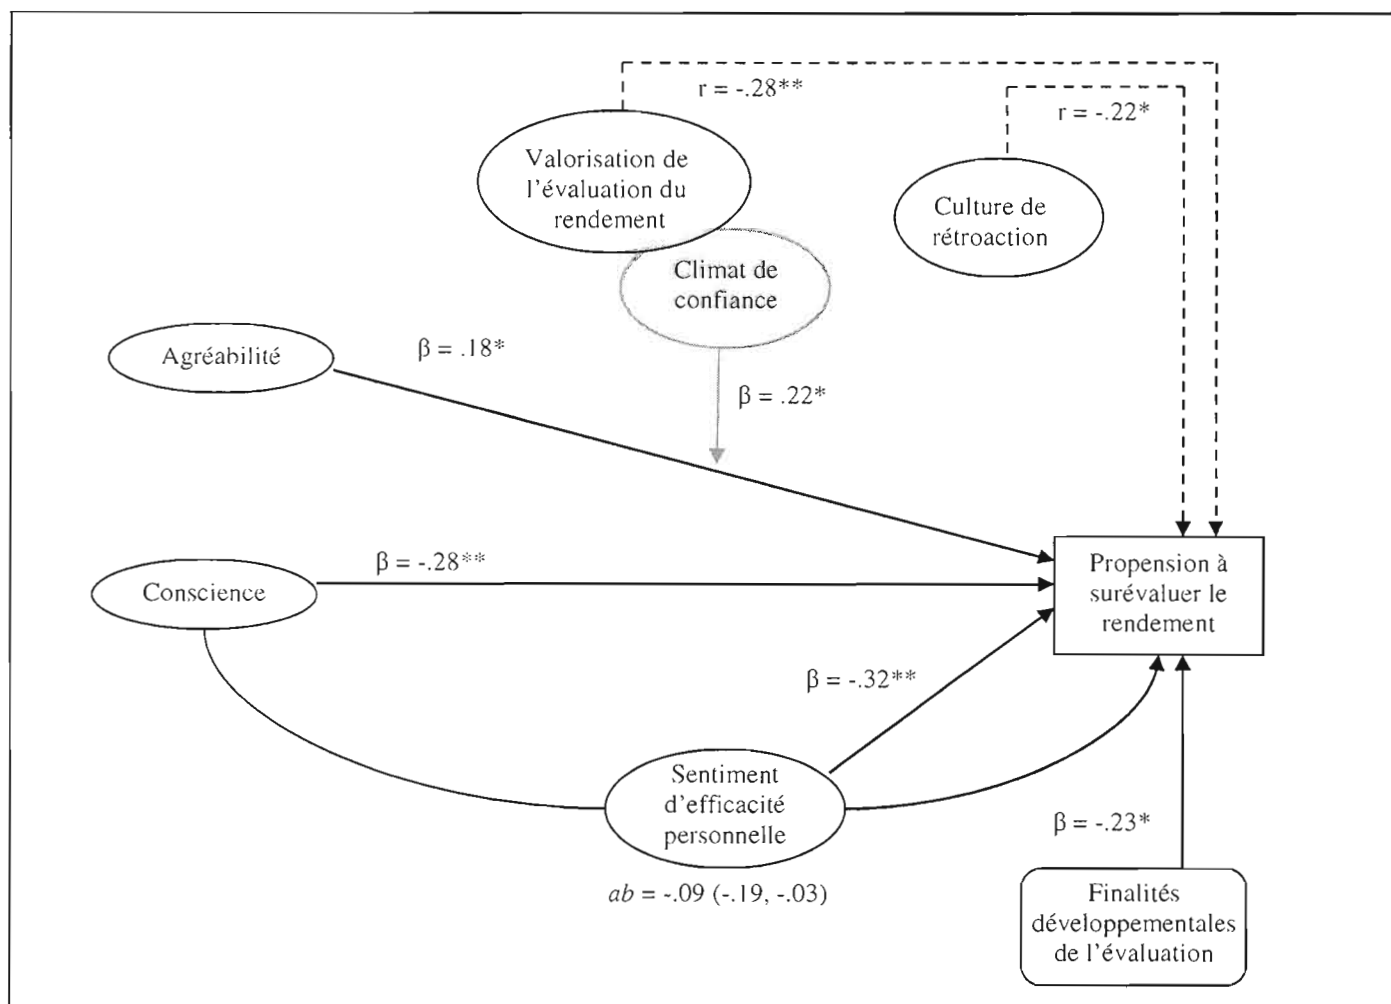 r = -.28**
r = -.22*
Valorisation de
l'évaluation du
rendement
Culture de
rétroaction
Climat de
confiance
Agréabilité
β = .18*
β = .22*
Conscience
β = -.28**
Propension à
surévaluer le
rendement
β = -.32**
Sentiment
d'efficacité
personnelle
ab = -.09 (-.19, -.03)
β = -.23*
Finalités
développementales
de l'évaluation